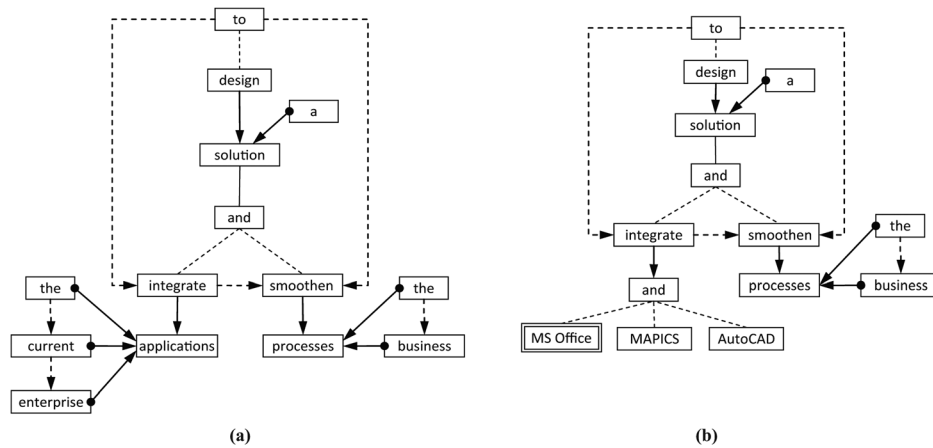 to
design
a
solution
and
integrate
smoothen
the
the
current
applications
processes
business
enterprise
(a)
to
design
a
solution
and
integrate
smoothen
the
and
processes
business
MS Office
MAPICS
AutoCAD
(b)